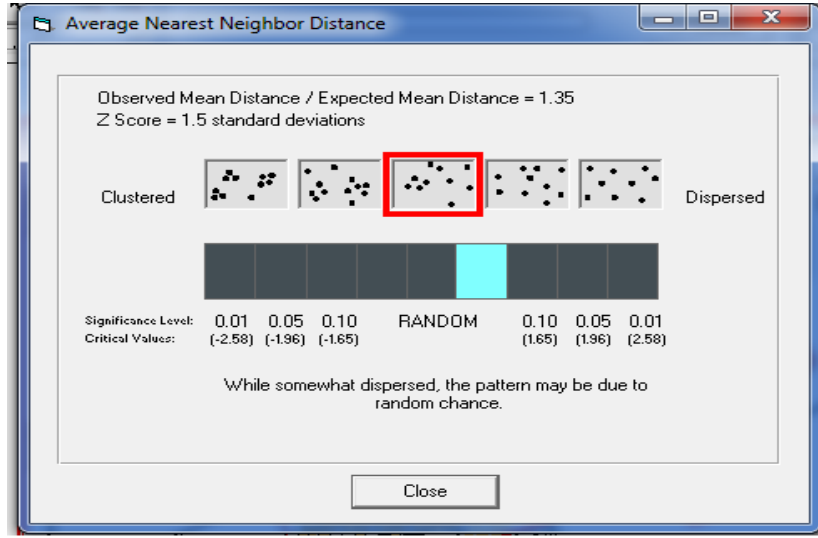 Average Nearest Neighbor Distance
Observed Mean Distance / Expected Mean Distance = 1.35
Z Score = 1.5 standard deviations
Clustered
Dispersed
Significance Level: 0.01 0.05 0.10 RANDOM 0.10 0.05 0.01
Critical Values: (-2.58) (-1.96) (-1.65) (1.65) (1.96) (2.58)
While somewhat dispersed, the pattern may be due to
random chance.
Close